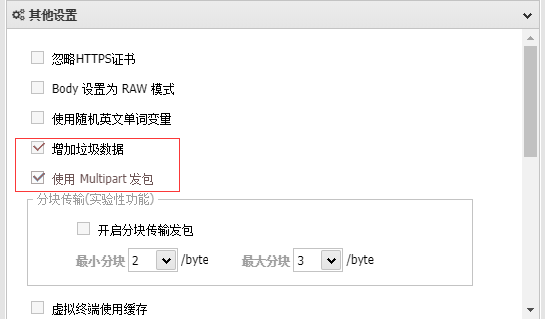 其他设置
忽略HTTPS证书
Body 设置为 RAW 模式
使用随机英文单词变量
增加垃圾数据
使用 Multipart 发包
分块传输(实验性功能)
开启分块传输发包
最小分块 2 /byte 最大分块 3 /byte
虚拟终端使用缓存